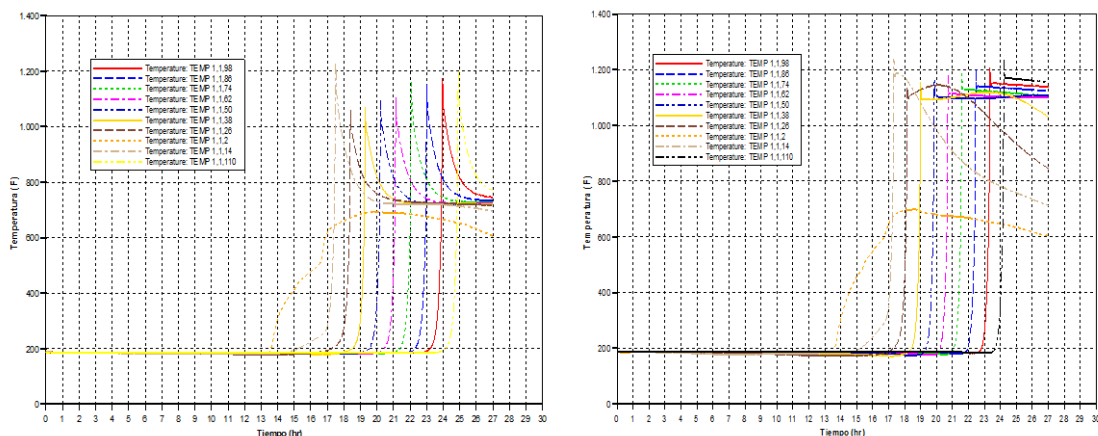 1.400
1.200
1.000
800
600
400
200
0
Temperatura (F)
Temperature: TEMP 1,1,98
Temperature: TEMP 1,1,86
Temperature: TEMP 1,1,74
Temperature: TEMP 1,1,62
Temperature: TEMP 1,1,50
Temperature: TEMP 1,1,38
Temperature: TEMP 1,1,26
Temperature: TEMP 1,1,2
Temperature: TEMP 1,1,14
Temperature: TEMP 1,1,110
0 1 2 3 4 5 6 7 8 9 10 11 12 13 14 15 16 17 18 19 20 21 22 23 24 25 26 27 28 29 30
Tiempo (hr)
1.400
1.200
1.000
800
600
400
200
0
Temperatura (F)
Temperature: TEMP 1,1,98
Temperature: TEMP 1,1,86
Temperature: TEMP 1,1,74
Temperature: TEMP 1,1,62
Temperature: TEMP 1,1,50
Temperature: TEMP 1,1,38
Temperature: TEMP 1,1,26
Temperature: TEMP 1,1,2
Temperature: TEMP 1,1,14
Temperature: TEMP 1,1,110
0 1 2 3 4 5 6 7 8 9 10 11 12 13 14 15 16 17 18 19 20 21 22 23 24 25 26 27 28 29 30
Tiempo (hr)